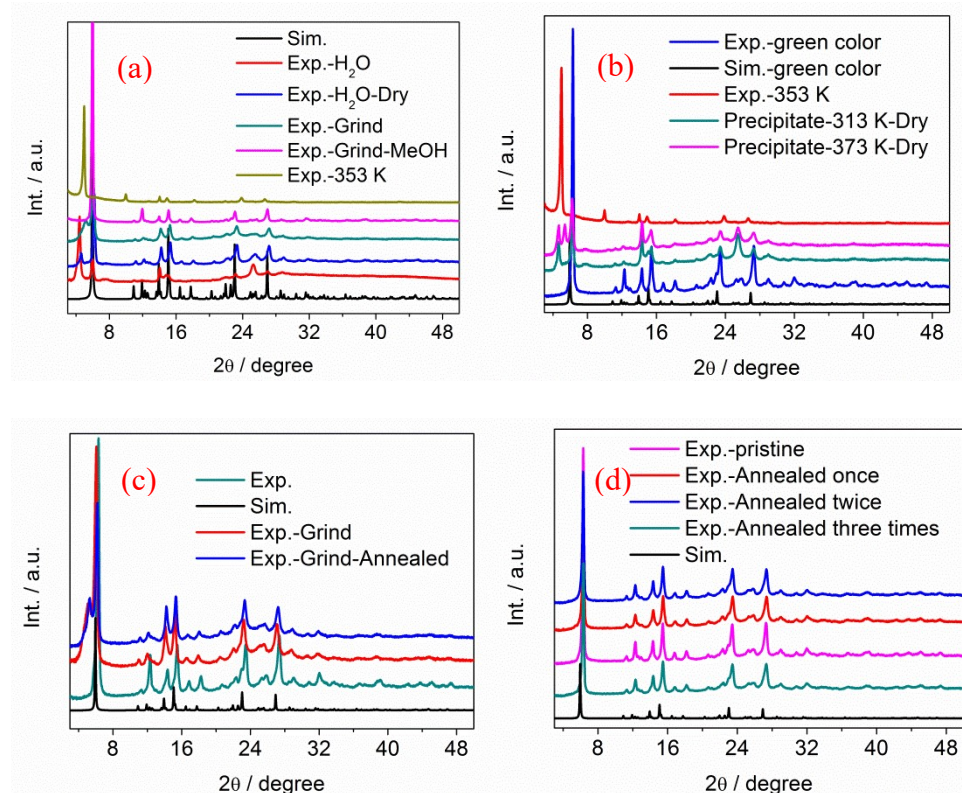 (a)
Sim.
Exp.-H₂O
Exp.-H₂O-Dry
Exp.-Grind
Exp.-Grind-MeOH
Exp.-353 K
Int. / a.u.
8 16 24 32 40 48
2θ / degree
(b)
Exp.-green color
Sim.-green color
Exp.-353 K
Precipitate-313 K-Dry
Precipitate-373 K-Dry
Int. / a.u.
8 16 24 32 40 48
2θ / degree
(c)
Exp.
Sim.
Exp.-Grind
Exp.-Grind-Annealed
Int. / a.u.
8 16 24 32 40 48
2θ / degree
(d)
Exp.-pristine
Exp.-Annealed once
Exp.-Annealed twice
Exp.-Annealed three times
Sim.
Int. / a.u.
8 16 24 32 40 48
2θ / degree